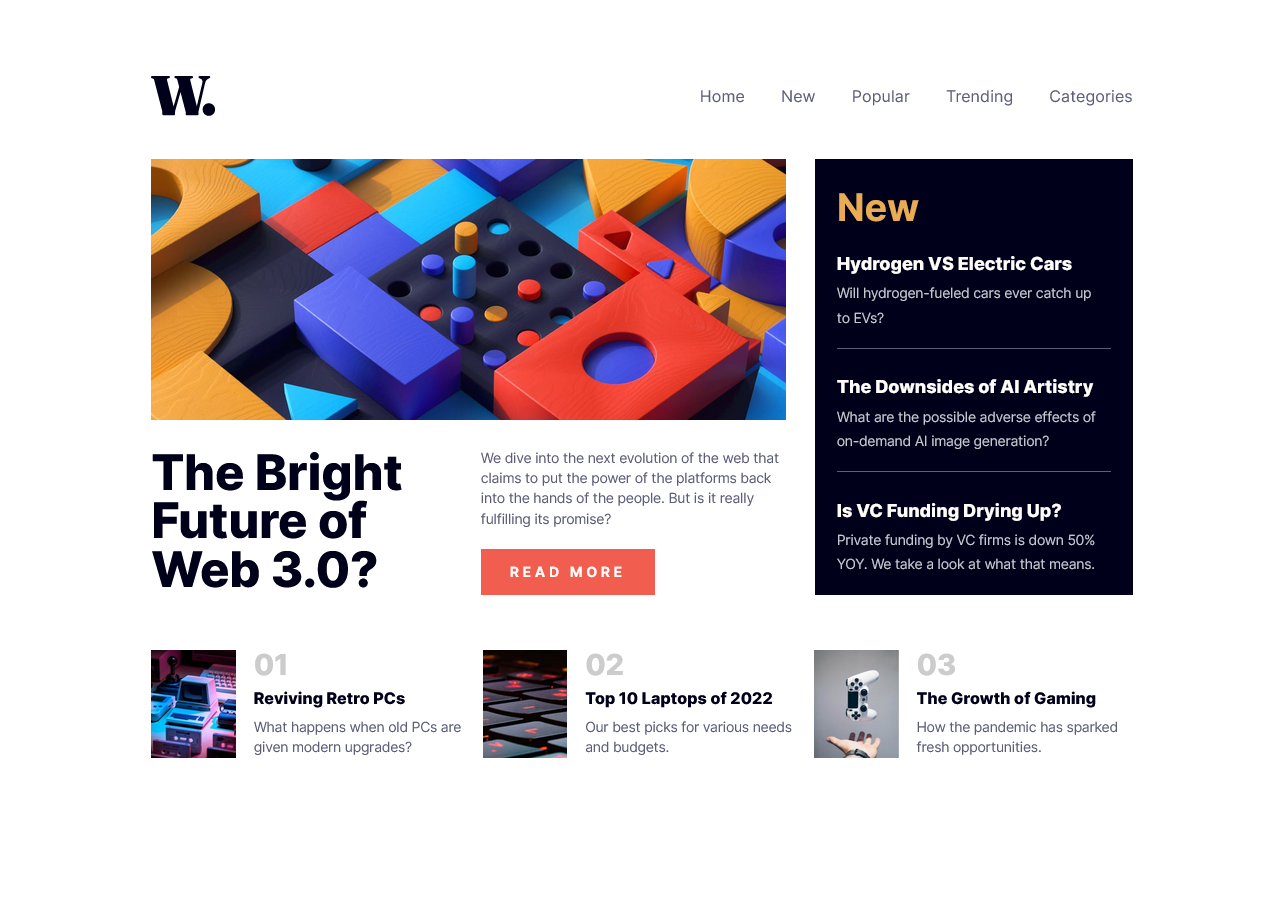 W.
Home New Popular Trending Categories
The Bright
Future of
Web 3.0?
We dive into the next evolution of the web that
claims to put the power of the platforms back
into the hands of the people. But is it really
fulfilling its promise?
READ MORE
New
Hydrogen VS Electric Cars
Will hydrogen-fueled cars ever catch up
to EVs?
The Downsides of AI Artistry
What are the possible adverse effects of
on-demand AI image generation?
Is VC Funding Drying Up?
Private funding by VC firms is down 50%
YOY. We take a look at what that means.
01
Reviving Retro PCs
What happens when old PCs are
given modern upgrades?
02
Top 10 Laptops of 2022
Our best picks for various needs
and budgets.
03
The Growth of Gaming
How the pandemic has sparked
fresh opportunities.